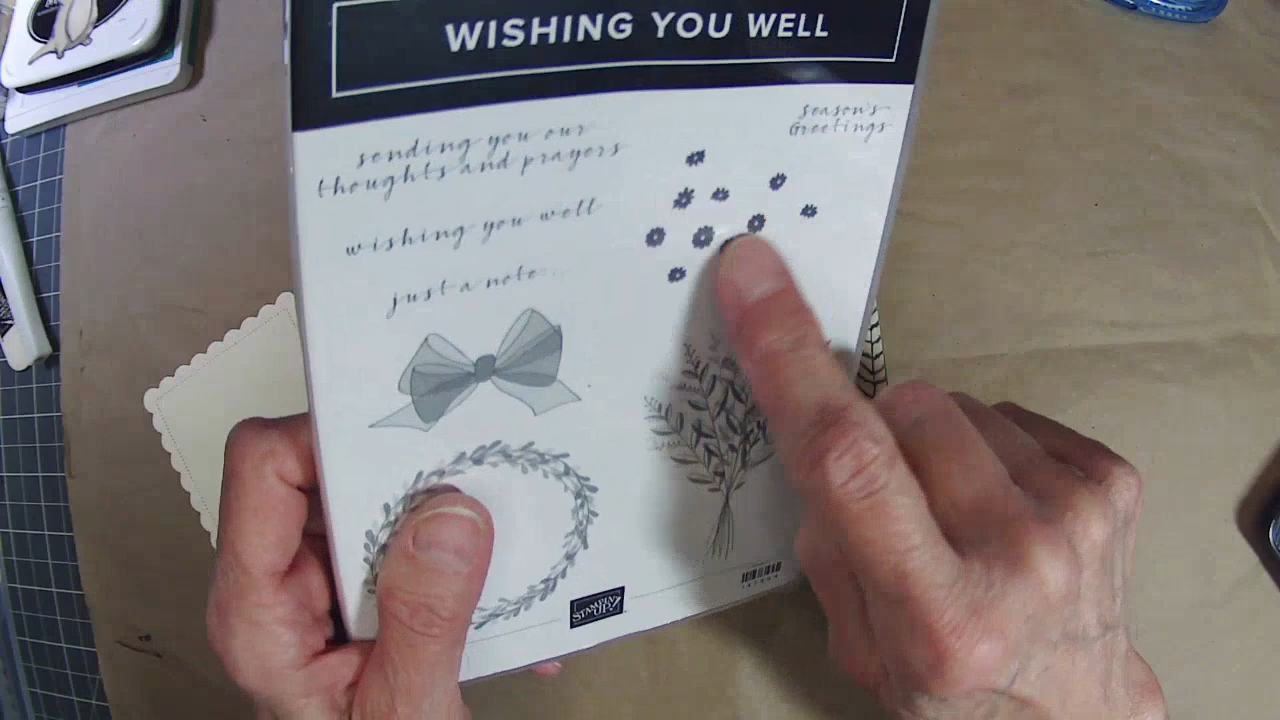 WISHING YOU WELL
Season's
Greetings
sending you our
thoughts and prayers
wishing you well
just a note...
STAMPIN'
UP!